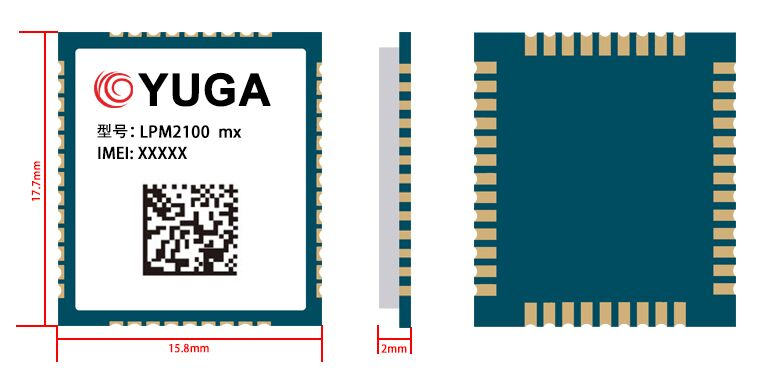 YUGA
型号: LPM2100 mx
IMEI: XXXXX
17.7mm
15.8mm
2mm